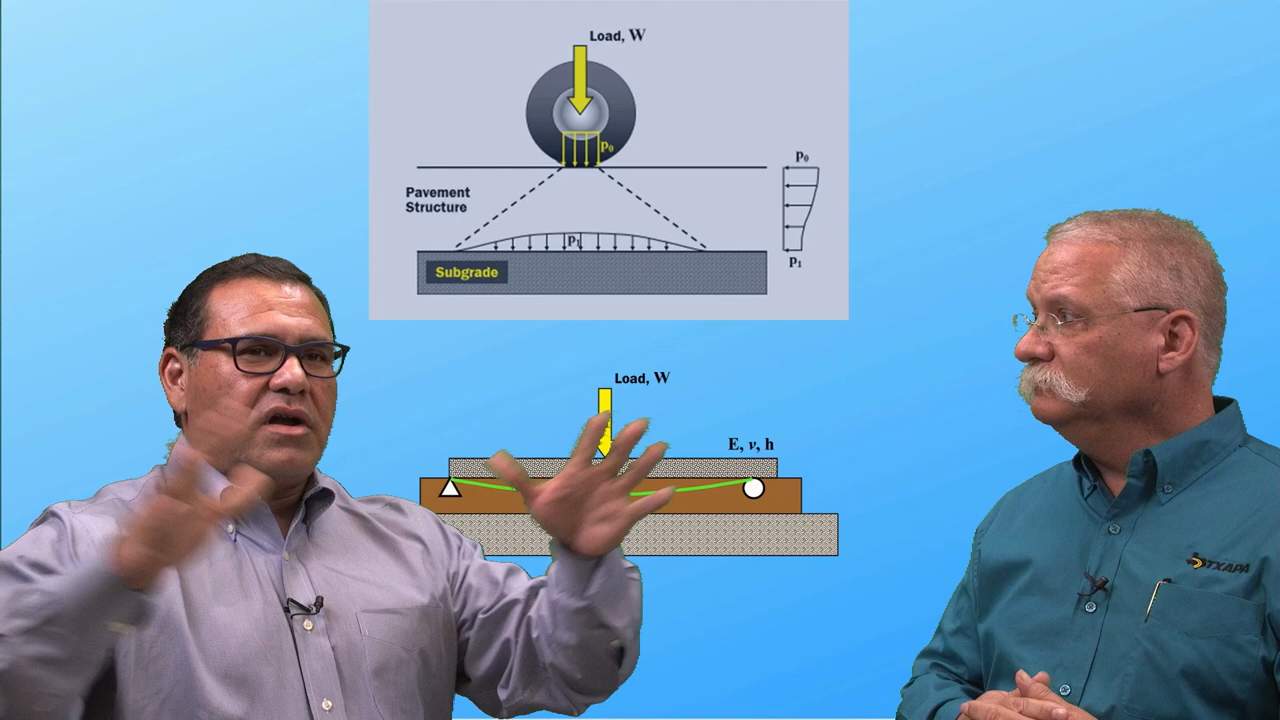 Load, W
p0
p0
Pavement
Structure
p1
p1
Subgrade
Load, W
E, v, h
TXAPA